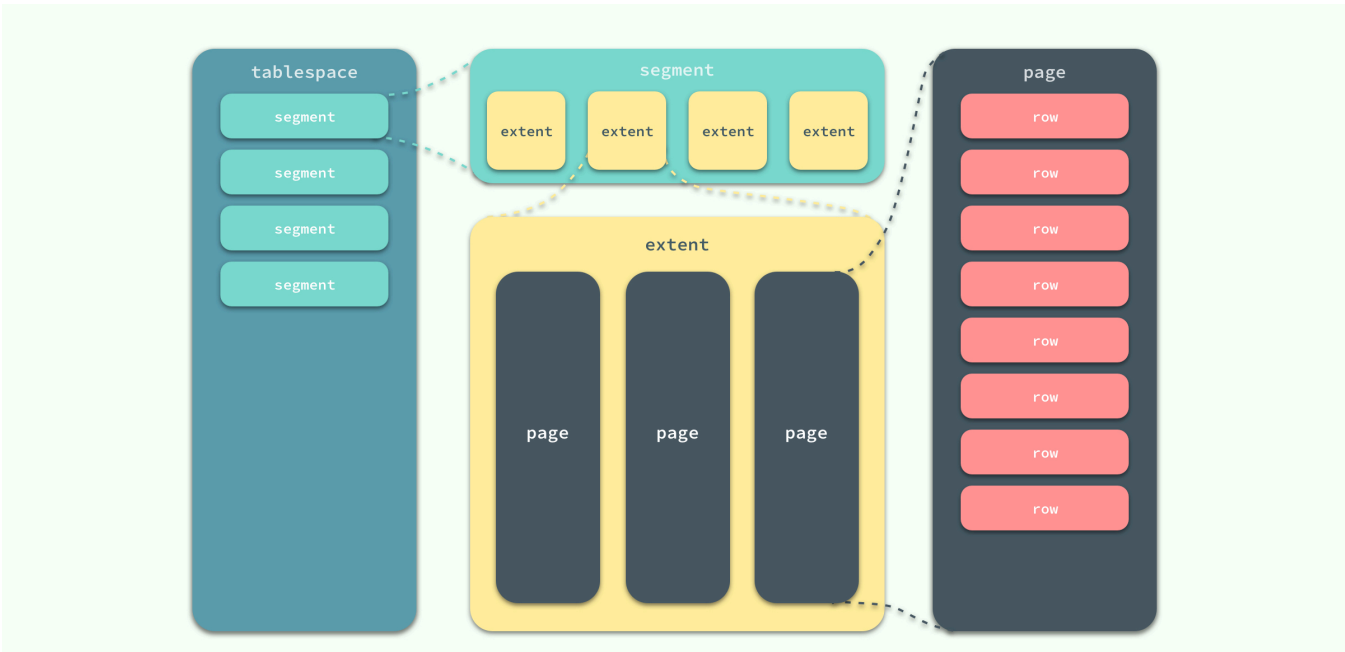 tablespace
segment
segment
segment
segment
segment
extent extent extent extent
extent
page page page
page
row
row
row
row
row
row
row
row